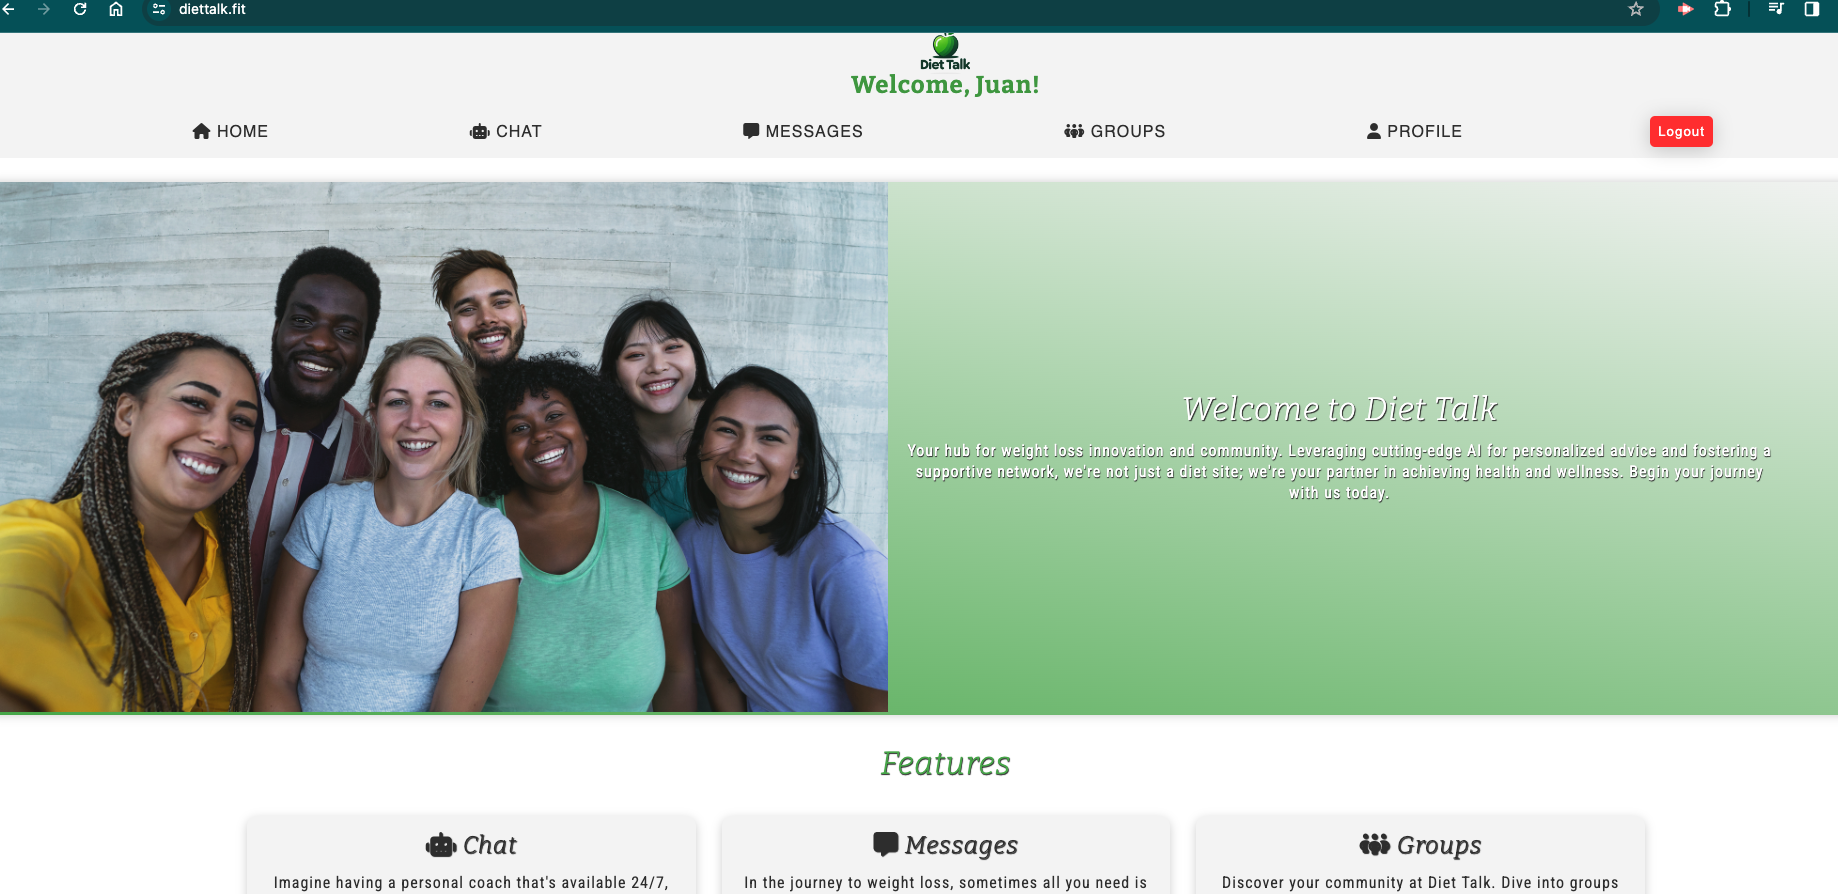 diettalk.fit
Diet Talk
Welcome, Juan!
HOME CHAT MESSAGES GROUPS PROFILE Logout
Welcome to Diet Talk
Your hub for weight loss innovation and community. Leveraging cutting-edge AI for personalized advice and fostering a
supportive network, we're not just a diet site; we're your partner in achieving health and wellness. Begin your journey
with us today.
Features
Chat
Imagine having a personal coach that's available 24/7,
Messages
In the journey to weight loss, sometimes all you need is
Groups
Discover your community at Diet Talk. Dive into groups